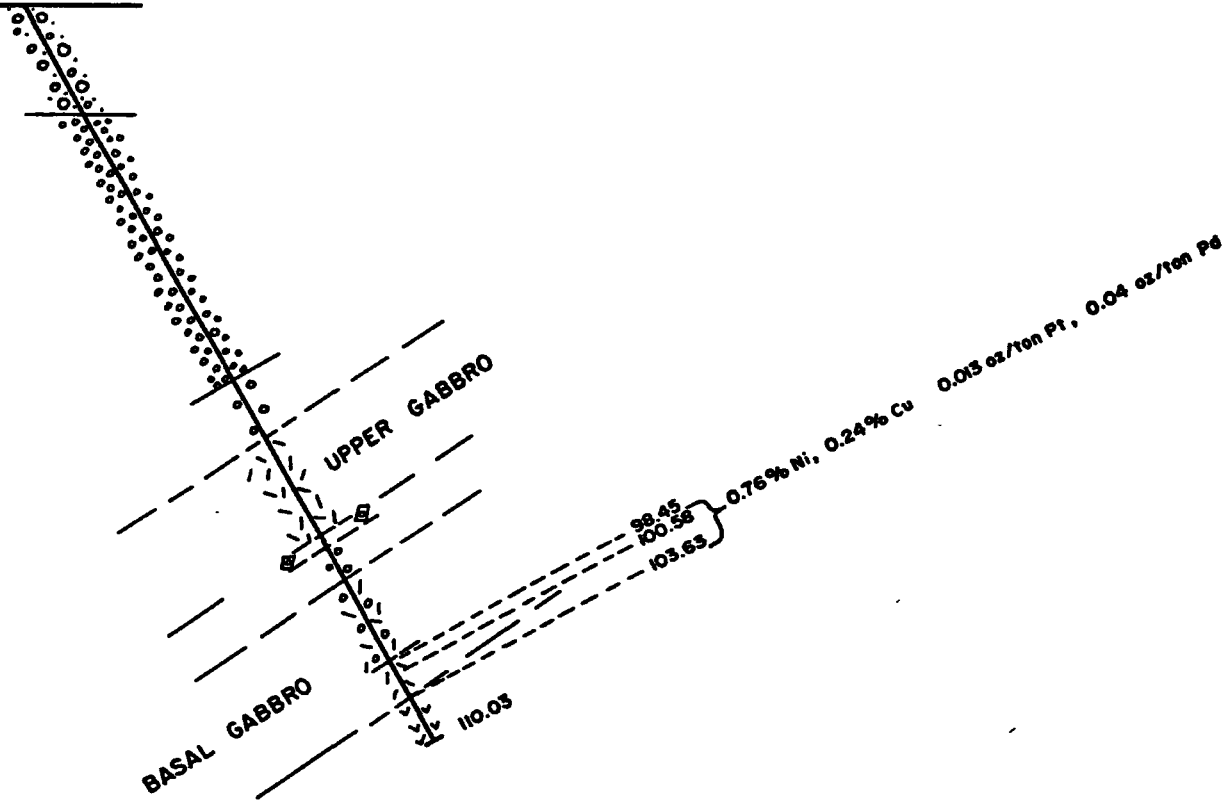 UPPER GABBRO
98.45
100.58
103.63
0.76% Ni, 0.24% Cu 0.013 oz/ton Pt, 0.04 oz/ton Pd
BASAL GABBRO
110.03